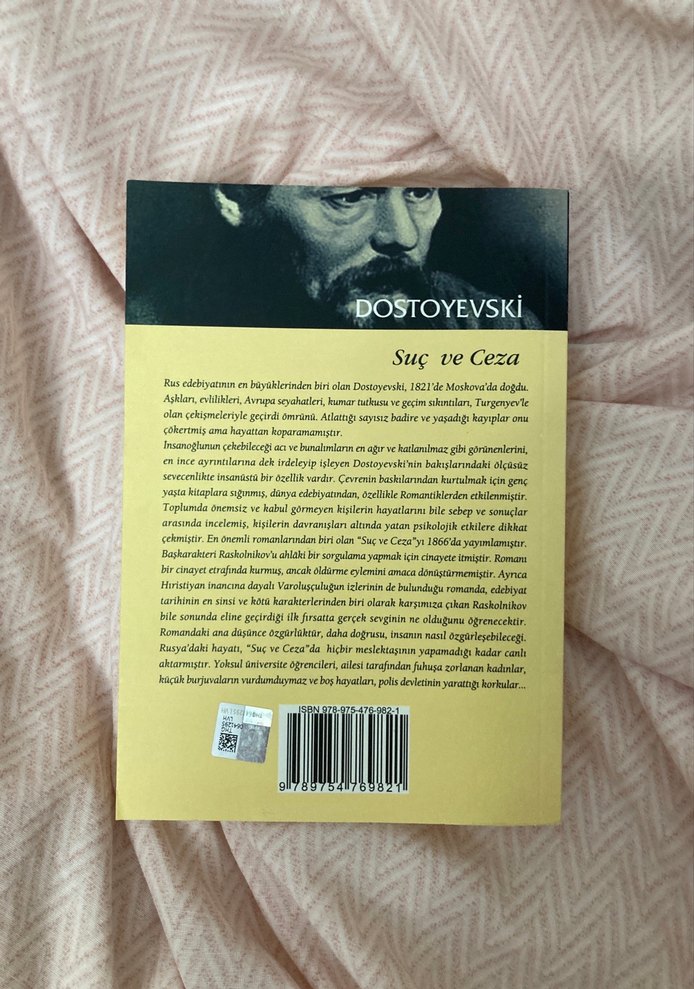 DOSTOYEVSKİ
Suç ve Ceza
Rus edebiyatının en büyüklerinden biri olan Dostoyevski, 1821'de Moskova'da doğdu.
Aşkları, evlilikleri, Avrupa seyahatleri, kumar tutkusu ve geçim sıkıntıları, Turgenyev'le
olan çekişmeleriyle geçirdi ömrünü. Atlattığı sayısız badire ve yaşadığı kayıplar onu
çökertmiş ama hayattan koparamamıştır.
İnsanoğlunun çekebileceği acı ve bunalımların en ağır ve katlanılmaz gibi görünenlerini,
en ince ayrıntılarına dek irdeleyip işleyen Dostoyevski'nin bakışlarındaki ölçüsüz
sevecenlikte insanüstü bir özellik vardır. Çevrenin baskılarından kurtulmak için genç
yaşta kitaplara sığınmış, dünya edebiyatından, özellikle Romantiklerden etkilenmiştir.
Toplumda önemsiz ve kabul görmeyen kişilerin hayatlarını bile sebep ve sonuçlar
arasında incelemiş, kişilerin davranışları altında yatan psikolojik etkilere dikkat
çekmiştir. En önemli romanlarından biri olan "Suç ve Ceza"yı 1866'da yayımlamıştır.
Başkarakteri Raskolnikov'u ahlâki bir sorgulama yapmak için cinayete itmiştir. Romanı
bir cinayet etrafında kurmuş, ancak öldürme eylemini amaca dönüştürmemiştir. Ayrıca
Hıristiyan inancına dayalı Varoluşçuluğun izlerinin de bulunduğu romanda, edebiyat
tarihinin en sinsi ve kötü karakterlerinden biri olarak karşımıza çıkan Raskolnikov
bile sonunda eline geçirdiği ilk fırsatta gerçek sevginin ne olduğunu öğrenecektir.
Romandaki ana düşünce özgürlüktür, daha doğrusu, insanın nasıl özgürleşebileceği.
Rusya'daki hayatı, "Suç ve Ceza"da hiçbir meslektaşının yapamadığı kadar canlı
aktarmıştır. Yoksul üniversite öğrencileri, ailesi tarafından fuhuşa zorlanan kadınlar,
küçük burjuvaların vurdumduymaz ve boş hayatları, polis devletinin yarattığı korkular...
ISBN 978-975-476-982-1
9 789754 769821